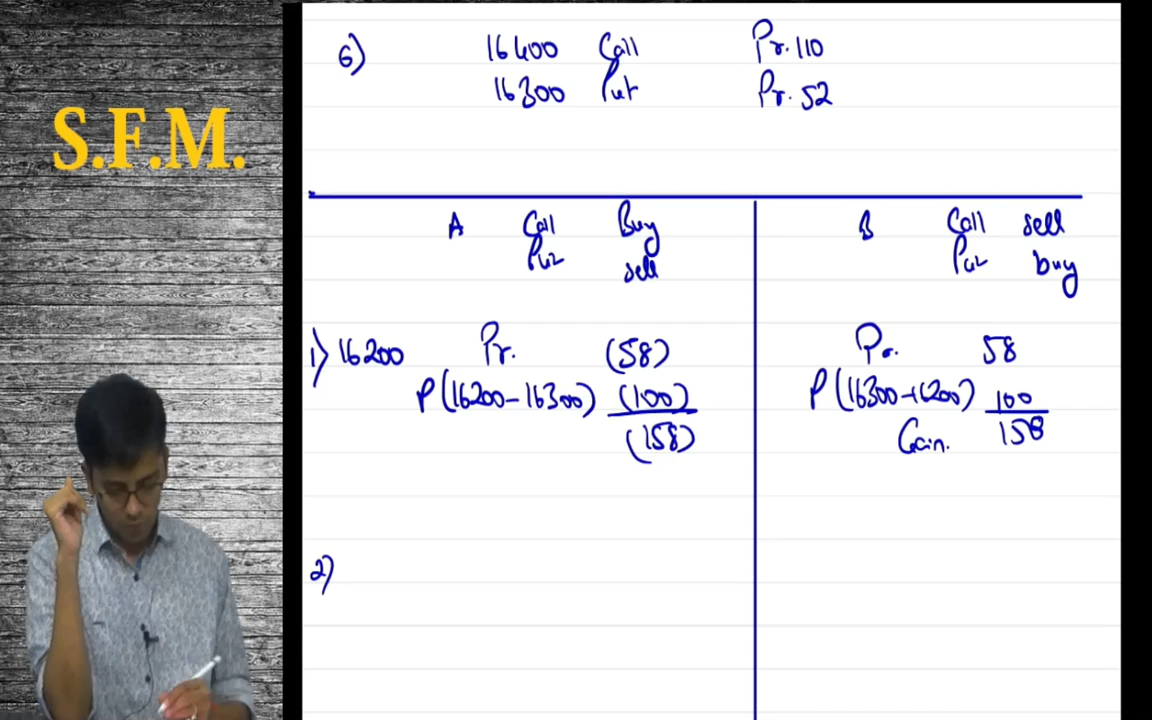 S.F.M.
6) 16400 Call Pr. 110
16300 Put Pr. 52
A Call Buy
Put sell
B Call sell
Put buy
1) 16200 Pr. (58)
P (16200-16300) (100)
(158)
Pr. 58
P (16300-16200) 100
Gain. 158
2)